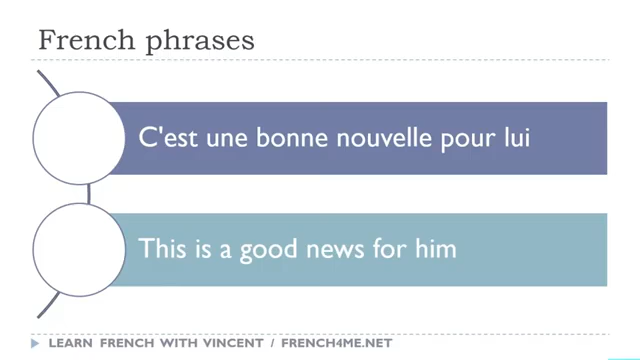 French phrases
C'est une bonne nouvelle pour lui
This is a good news for him
LEARN FRENCH WITH VINCENT / FRENCH4ME.NET